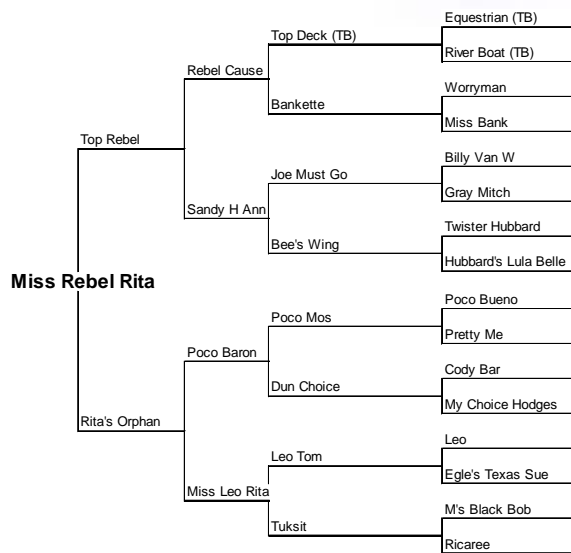 Equestrian (TB)
Top Deck (TB)
River Boat (TB)
Rebel Cause
Worryman
Bankette
Miss Bank
Top Rebel
Billy Van W
Joe Must Go
Gray Mitch
Sandy H Ann
Twister Hubbard
Bee's Wing
Hubbard's Lula Belle
Miss Rebel Rita
Poco Bueno
Poco Mos
Pretty Me
Poco Baron
Cody Bar
Dun Choice
My Choice Hodges
Rita's Orphan
Leo
Leo Tom
Egle's Texas Sue
Miss Leo Rita
M's Black Bob
Tuksit
Ricaree